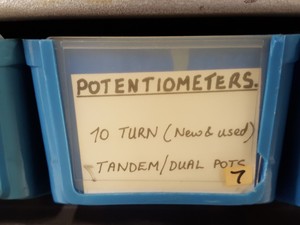 POTENTIOMETERS.
10 TURN (New & used)
TANDEM/DUAL POTS
7